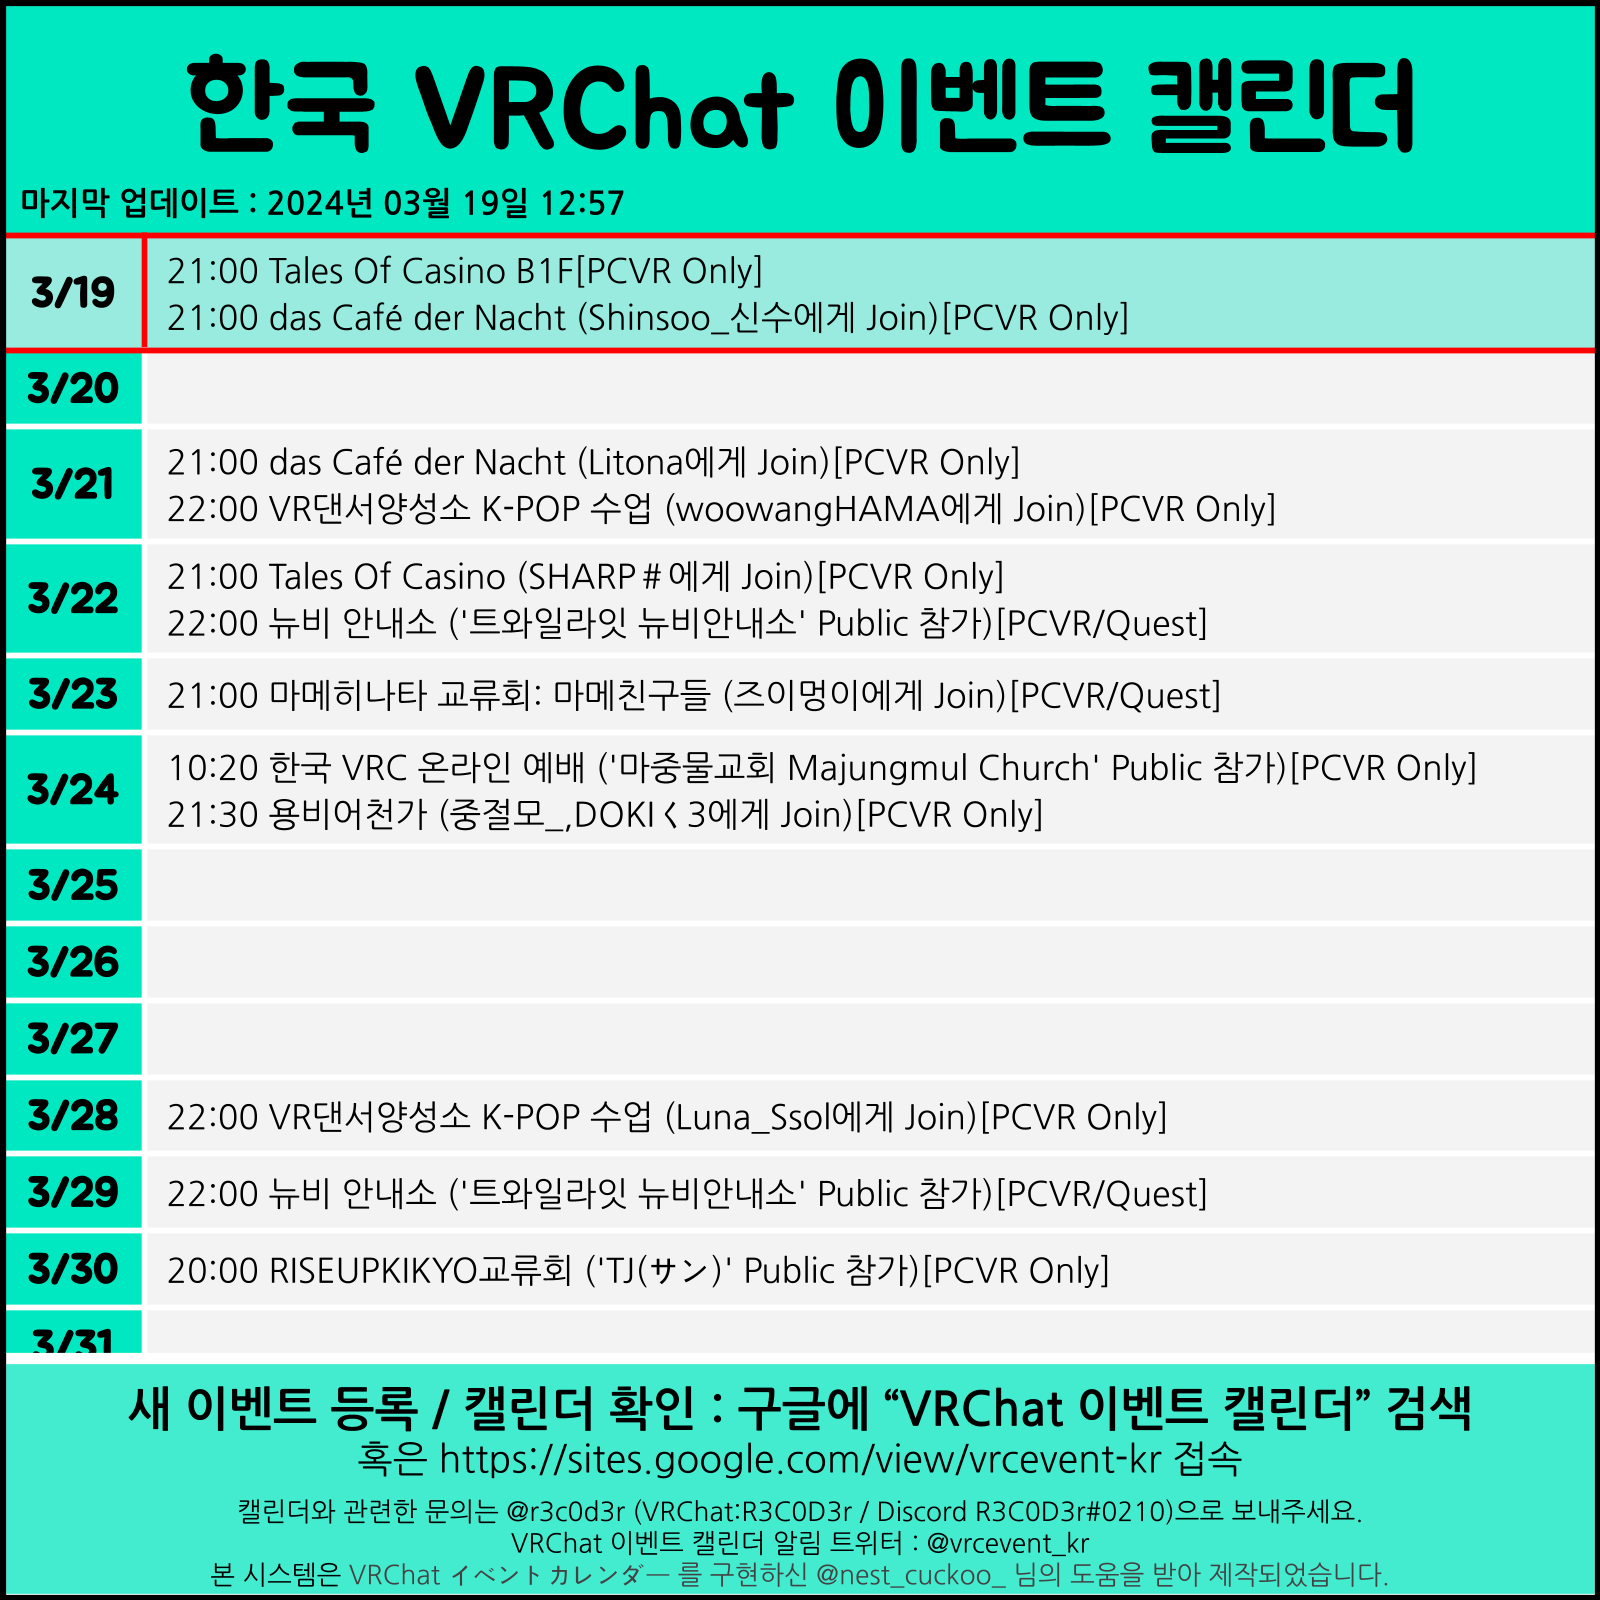 한국 VRChat 이벤트 캘린더
마지막 업데이트 : 2024년 03월 19일 12:57
3/19
21:00 Tales Of Casino B1F[PCVR Only]
21:00 das Café der Nacht (Shinsoo_신수에게 Join)[PCVR Only]
3/20
3/21
21:00 das Café der Nacht (Litona에게 Join)[PCVR Only]
22:00 VR댄서양성소 K-POP 수업 (woowangHAMA에게 Join)[PCVR Only]
3/22
21:00 Tales Of Casino (SHARP＃에게 Join)[PCVR Only]
22:00 뉴비 안내소 ('트와일라잇 뉴비안내소' Public 참가)[PCVR/Quest]
3/23
21:00 마메히나타 교류회: 마메친구들 (즈이멍이에게 Join)[PCVR/Quest]
3/24
10:20 한국 VRC 온라인 예배 ('마중물교회 Majungmul Church' Public 참가)[PCVR Only]
21:30 용비어천가 (중절모_,DOKIく3에게 Join)[PCVR Only]
3/25
3/26
3/27
3/28
22:00 VR댄서양성소 K-POP 수업 (Luna_Ssol에게 Join)[PCVR Only]
3/29
22:00 뉴비 안내소 ('트와일라잇 뉴비안내소' Public 참가)[PCVR/Quest]
3/30
20:00 RISEUPKIKYO교류회 ('TJ(サン)' Public 참가)[PCVR Only]
3/31
새 이벤트 등록 / 캘린더 확인 : 구글에 “VRChat 이벤트 캘린더” 검색
혹은 https://sites.google.com/view/vrcevent-kr 접속
캘린더와 관련한 문의는 @r3c0d3r (VRChat:R3C0D3r / Discord R3C0D3r#0210)으로 보내주세요.
VRChat 이벤트 캘린더 알림 트위터 : @vrcevent_kr
본 시스템은 VRChat イベントカレンダー 를 구현하신 @nest_cuckoo_ 님의 도움을 받아 제작되었습니다.